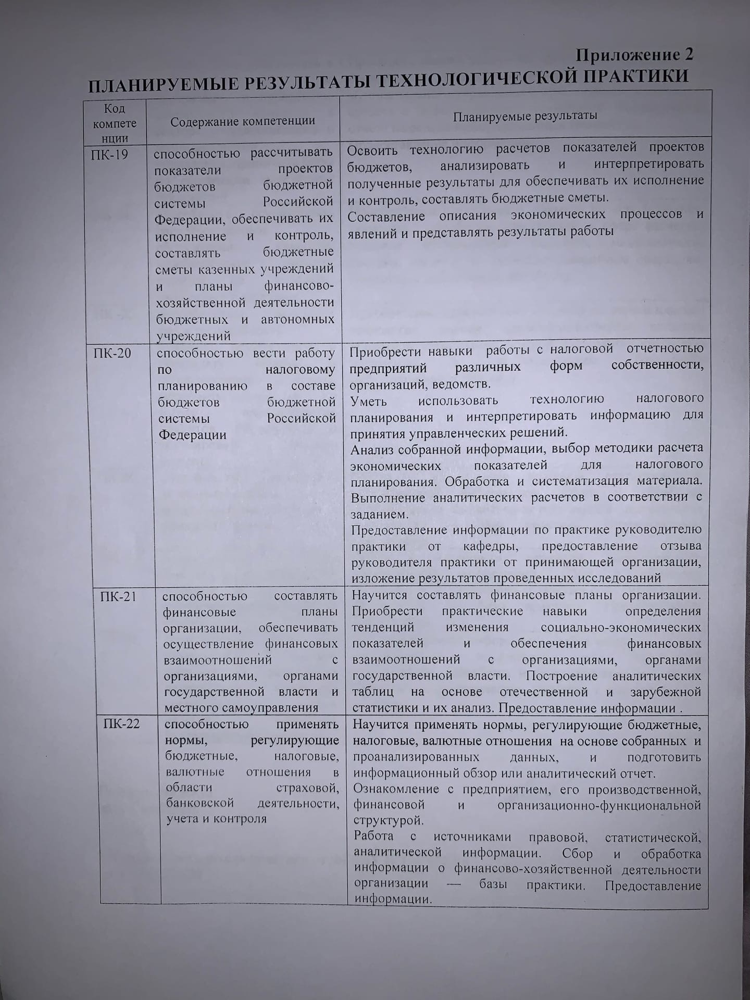 Приложение 2
ПЛАНИРУЕМЫЕ РЕЗУЛЬТАТЫ ТЕХНОЛОГИЧЕСКОЙ ПРАКТИКИ
Код
компете
нции
Содержание компетенции
Планируемые результаты
ПК-19
способностью рассчитывать
показатели проектов
бюджетов бюджетной
системы Российской
Федерации, обеспечивать их
исполнение и контроль,
составлять бюджетные
сметы казенных учреждений
и планы финансово-
хозяйственной деятельности
бюджетных и автономных
учреждений
Освоить технологию расчетов показателей проектов
бюджетов, анализировать и интерпретировать
полученные результаты для обеспечивать их исполнение
и контроль, составлять бюджетные сметы.
Составление описания экономических процессов и
явлений и представлять результаты работы
ПК-20
способностью вести работу
по налоговому
планированию в составе
бюджетов бюджетной
системы Российской
Федерации
Приобрести навыки работы с налоговой отчетностью
предприятий различных форм собственности,
организаций, ведомств.
Уметь использовать технологию налогового
планирования и интерпретировать информацию для
принятия управленческих решений.
Анализ собранной информации, выбор методики расчета
экономических показателей для налогового
планирования. Обработка и систематизация материала.
Выполнение аналитических расчетов в соответствии с
заданием.
Предоставление информации по практике руководителю
практики от кафедры, предоставление отзыва
руководителя практики от принимающей организации,
изложение результатов проведенных исследований
ПК-21
способностью составлять
финансовые планы
организации, обеспечивать
осуществление финансовых
взаимоотношений с
организациями, органами
государственной власти и
местного самоуправления
Научится составлять финансовые планы организации.
Приобрести практические навыки определения
тенденций изменения социально-экономических
показателей и обеспечения финансовых
взаимоотношений с организациями, органами
государственной власти. Построение аналитических
таблиц на основе отечественной и зарубежной
статистики и их анализ. Предоставление информации .
ПК-22
способностью применять
нормы, регулирующие
бюджетные, налоговые,
валютные отношения в
области страховой,
банковской деятельности,
учета и контроля
Научится применять нормы, регулирующие бюджетные,
налоговые, валютные отношения на основе собранных и
проанализированных данных, и подготовить
информационный обзор или аналитический отчет.
Ознакомление с предприятием, его производственной,
финансовой и организационно-функциональной
структурой.
Работа с источниками правовой, статистической,
аналитической информации. Сбор и обработка
информации о финансово-хозяйственной деятельности
организации — базы практики. Предоставление
информации.